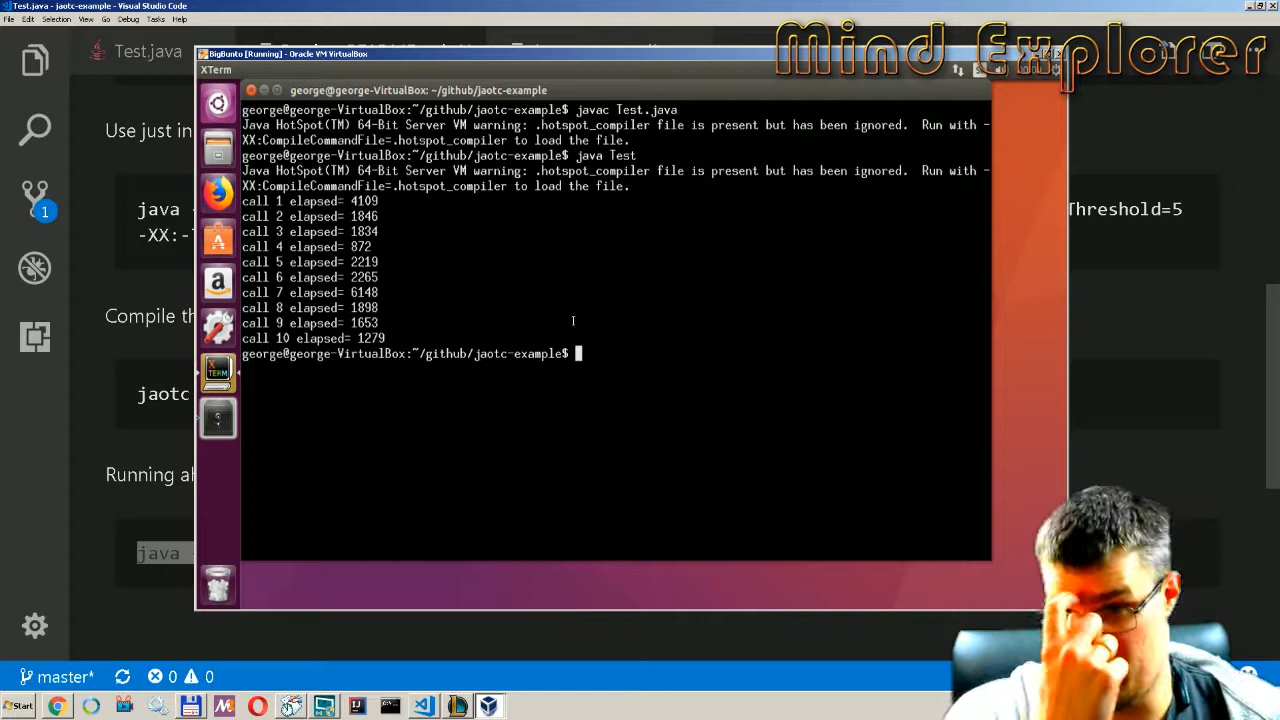 Test.java - jaotc-example - Visual Studio Code
File Edit Selection View Go Debug Tasks Help
Mind Explorer
Test.java
BigBunto [Running] - Oracle VM VirtualBox
XTerm
george@george-VirtualBox: ~/github/jaotc-example
george@george-VirtualBox:~/github/jaotc-example$ javac Test.java
Java HotSpot(TM) 64-Bit Server VM warning: .hotspot_compiler file is present but has been ignored.  Run with -
XX:CompileCommandFile=.hotspot_compiler to load the file.
george@george-VirtualBox:~/github/jaotc-example$ java Test
Java HotSpot(TM) 64-Bit Server VM warning: .hotspot_compiler file is present but has been ignored.  Run with -
XX:CompileCommandFile=.hotspot_compiler to load the file.
call 1 elapsed= 4109
call 2 elapsed= 1846
call 3 elapsed= 1834
call 4 elapsed= 872
call 5 elapsed= 2219
call 6 elapsed= 2265
call 7 elapsed= 6148
call 8 elapsed= 1898
call 9 elapsed= 1653
call 10 elapsed= 1279
george@george-VirtualBox:~/github/jaotc-example$
Use just in
java - Threshold=5
-XX:-
Compile the
jaotc
Running ah
java
1
XTERM
master* 0 0
Start